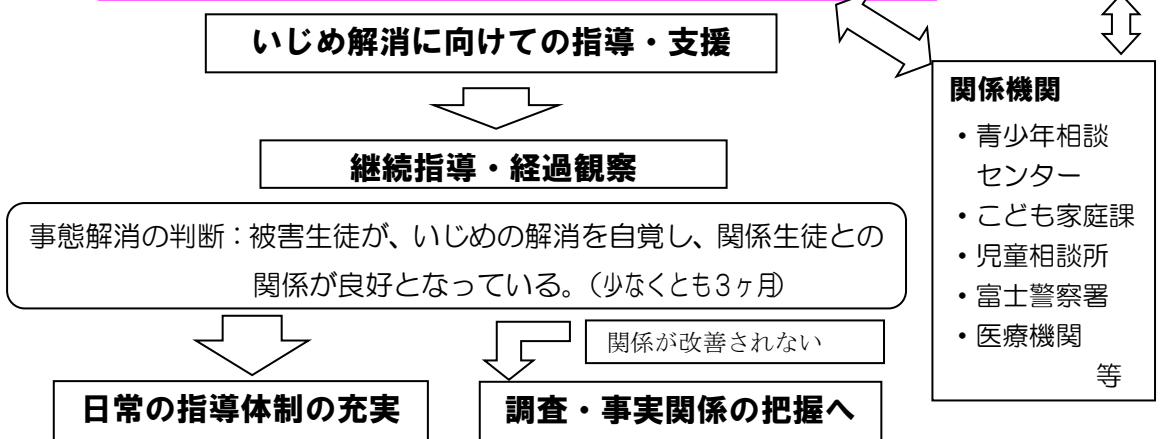 いじめ解消に向けての指導・支援
継続指導・経過観察
事態解消の判断：被害生徒が、いじめの解消を自覚し、関係生徒との
関係が良好となっている。（少なくとも３ヶ月）
関係が改善されない
日常の指導体制の充実
調査・事実関係の把握へ
関係機関
・青少年相談
センター
・こども家庭課
・児童相談所
・富士警察署
・医療機関
等